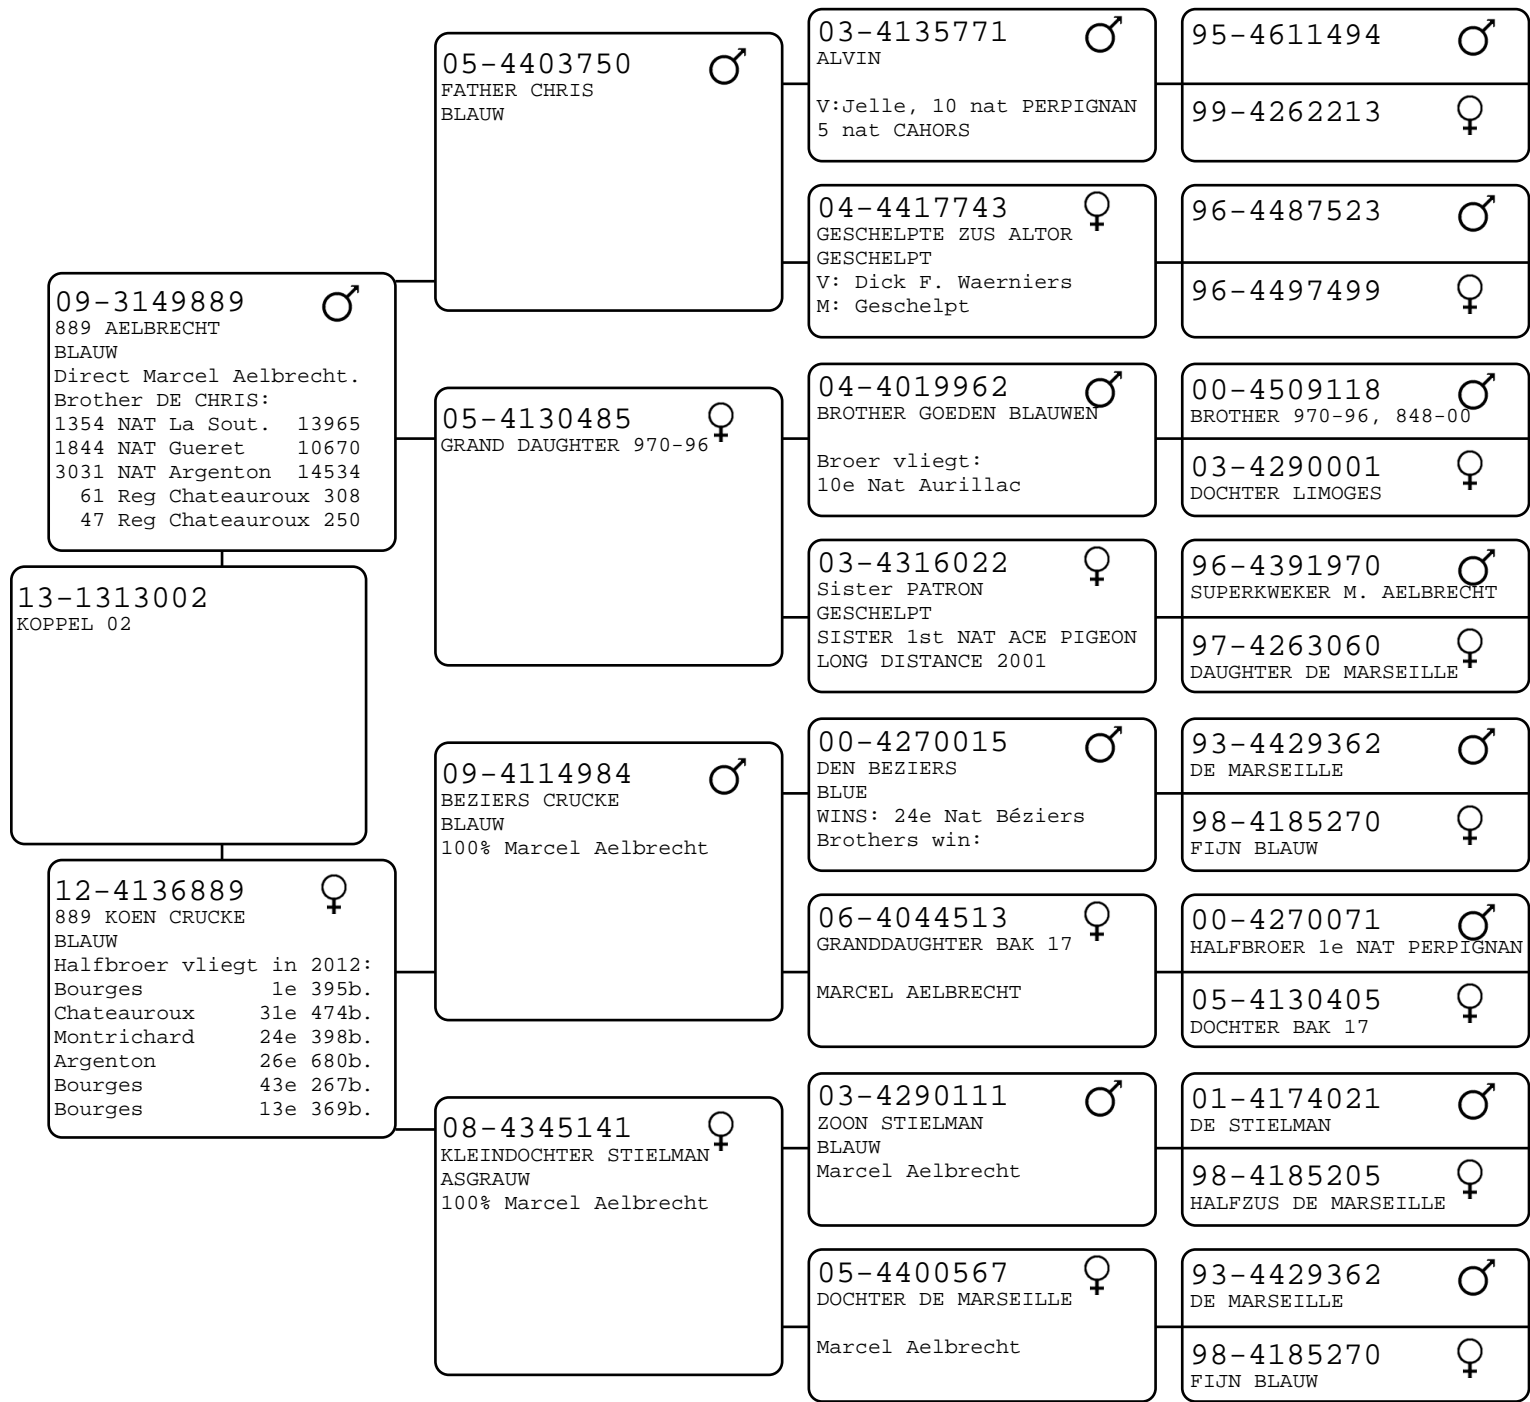 09-3149889
889 AELBRECHT
BLAUW
Direct Marcel Aelbrecht.
Brother DE CHRIS:
1354 NAT La Sout.  13965
1844 NAT Gueret    10670
3031 NAT Argenton  14534
61 Reg Chateauroux 308
47 Reg Chateauroux 250
13-1313002
KOPPEL 02
12-4136889
889 KOEN CRUCKE
BLAUW
Halfbroer vliegt in 2012:
Bourges 1e 395b.
Chateauroux 31e 474b.
Montrichard 24e 398b.
Argenton 26e 680b.
Bourges 43e 267b.
Bourges 13e 369b.
05-4403750
FATHER CHRIS
BLAUW
05-4130485
GRAND DAUGHTER 970-96
09-4114984
BEZIERS CRUCKE
BLAUW
100% Marcel Aelbrecht
08-4345141
KLEINDOCHTER STIELMAN
ASGRAUW
100% Marcel Aelbrecht
03-4135771
ALVIN
V:Jelle, 10 nat PERPIGNAN
5 nat CAHORS
04-4417743
GESCHELPTE ZUS ALTOR
GESCHELPT
V: Dick F. Waerniers
M: Geschelpt
04-4019962
BROTHER GOEDEN BLAUWEN
Broer vliegt:
10e Nat Aurillac
03-4316022
Sister PATRON
GESCHELPT
SISTER 1st NAT ACE PIGEON
LONG DISTANCE 2001
00-4270015
DEN BEZIERS
BLUE
WINS: 24e Nat Béziers
Brothers win:
06-4044513
GRANDDAUGHTER BAK 17
MARCEL AELBRECHT
03-4290111
ZOON STIELMAN
BLAUW
Marcel Aelbrecht
05-4400567
DOCHTER DE MARSEILLE
Marcel Aelbrecht
95-4611494
99-4262213
96-4487523
96-4497499
00-4509118
BROTHER 970-96, 848-00
03-4290001
DOCHTER LIMOGES
96-4391970
SUPERKWEKER M. AELBRECHT
97-4263060
DAUGHTER DE MARSEILLE
93-4429362
DE MARSEILLE
98-4185270
FIJN BLAUW
00-4270071
HALFBROER 1e NAT PERPIGNAN
05-4130405
DOCHTER BAK 17
01-4174021
DE STIELMAN
98-4185205
HALFZUS DE MARSEILLE
93-4429362
DE MARSEILLE
98-4185270
FIJN BLAUW